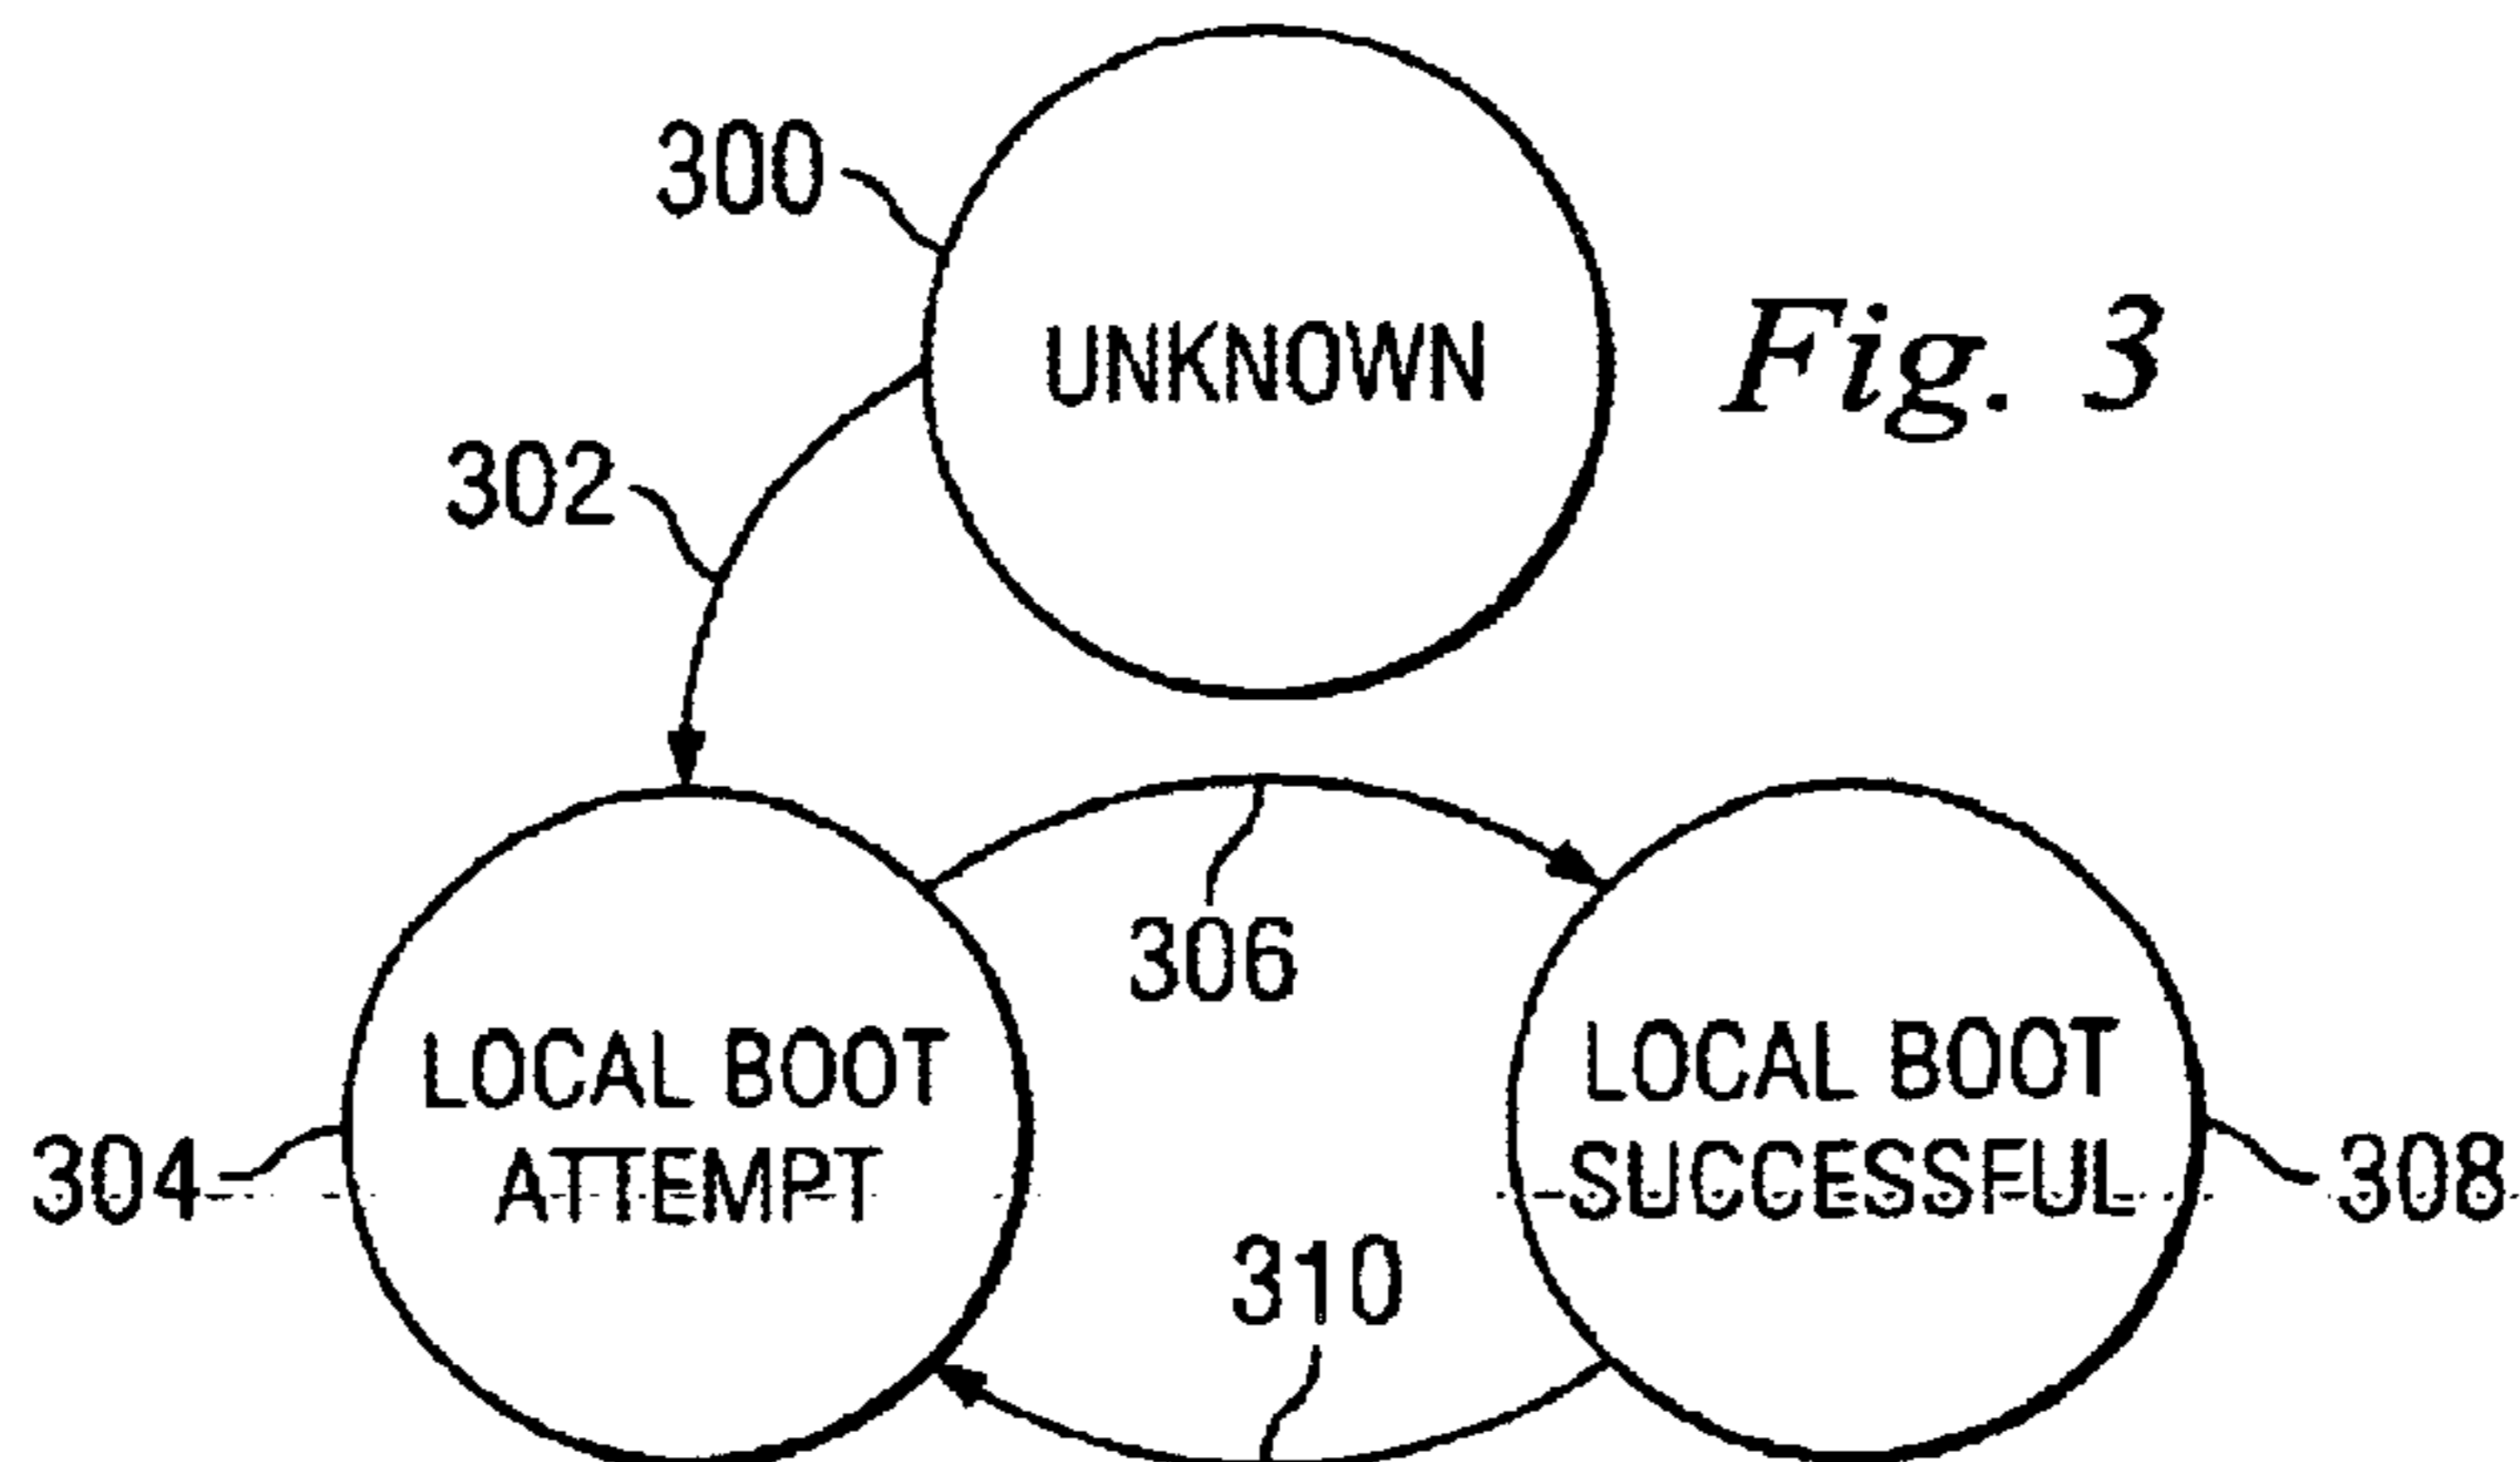 300
UNKNOWN
Fig. 3
302
306
LOCAL BOOT
ATTEMPT
304
LOCAL BOOT
SUCCESSFUL
308
310